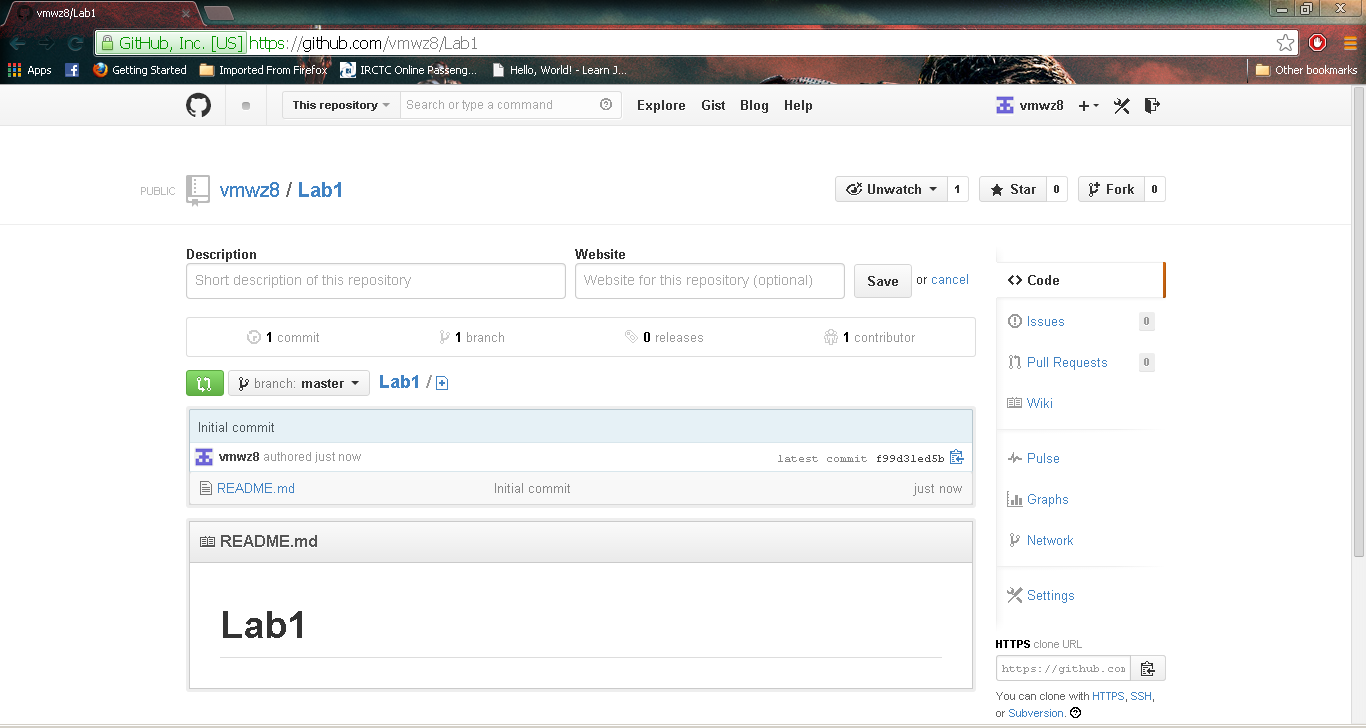 vmwz8/Lab1
GitHub, Inc. [US] https://github.com/vmwz8/Lab1
Apps Getting Started Imported From Firefox IRCTC Online Passeng... Hello, World! - Learn J... Other bookmarks
This repository Search or type a command Explore Gist Blog Help vmwz8
PUBLIC vmwz8 / Lab1 Unwatch 1 Star 0 Fork 0
Description Website
Short description of this repository Website for this repository (optional) Save or cancel
<> Code
1 commit 1 branch 0 releases 1 contributor
Issues 0
Pull Requests 0
branch: master Lab1 /
Wiki
Initial commit
vmwz8 authored just now latest commit f99d31ed5b
Pulse
README.md Initial commit just now
Graphs
README.md
Network
Lab1
Settings
HTTPS clone URL
https://github.com
You can clone with HTTPS, SSH,
or Subversion.